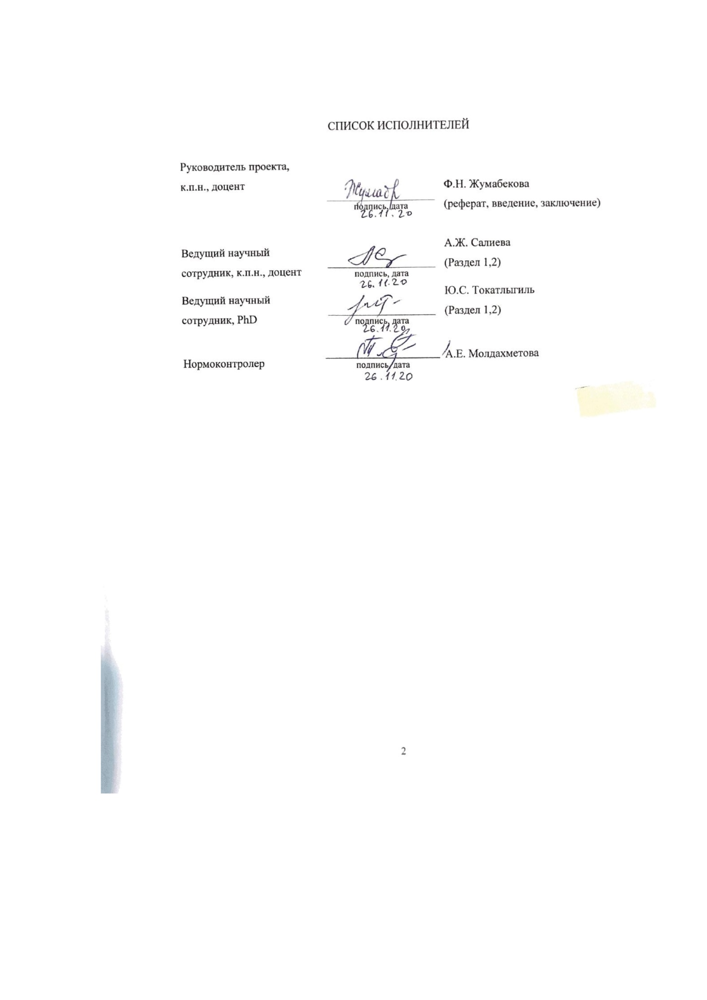 СПИСОК ИСПОЛНИТЕЛЕЙ
Руководитель проекта,
к.п.н., доцент
Ф.Н. Жумабекова
подпись, дата
(реферат, введение, заключение)
26.11.20
Ведущий научный
сотрудник, к.п.н., доцент
А.Ж. Салиева
(Раздел 1,2)
подпись, дата
26.11.20
Ведущий научный
сотрудник, PhD
Ю.С. Токатлыгиль
(Раздел 1,2)
подпись, дата
26.11.20
Нормоконтролер
А.Е. Молдахметова
подпись, дата
26.11.20
2